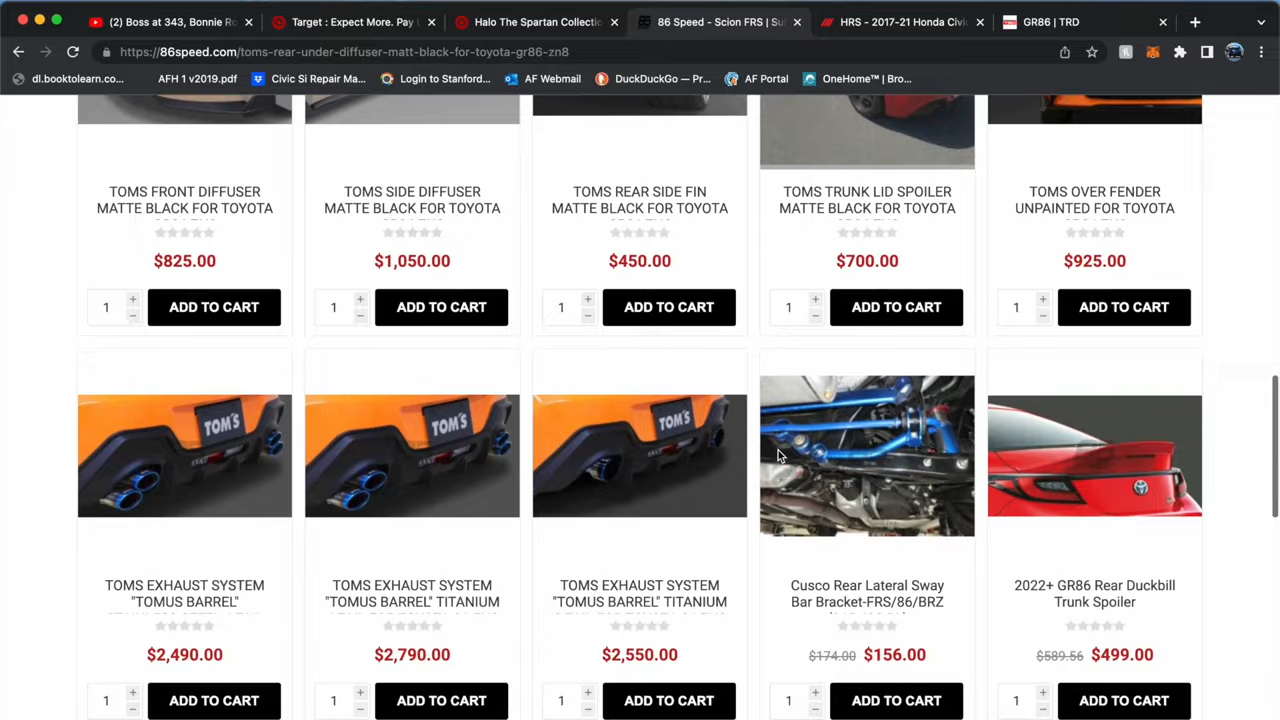 (2) Boss at 343, Bonnie Ro
Target : Expect More. Pay L
Halo The Spartan Collectio
86 Speed - Scion FRS | Su
HRS - 2017-21 Honda Civic
GR86 | TRD
https://86speed.com/toms-rear-under-diffuser-matt-black-for-toyota-gr86-zn8
dl.booktolearn.co...
AFH 1 v2019.pdf
Civic Si Repair Ma...
Login to Stanford...
AF Webmail
DuckDuckGo — Pr...
AF Portal
OneHome™ | Bro...
TOMS FRONT DIFFUSER
MATTE BLACK FOR TOYOTA
TOMS SIDE DIFFUSER
MATTE BLACK FOR TOYOTA
TOMS REAR SIDE FIN
MATTE BLACK FOR TOYOTA
TOMS TRUNK LID SPOILER
MATTE BLACK FOR TOYOTA
TOMS OVER FENDER
UNPAINTED FOR TOYOTA
$825.00
$1,050.00
$450.00
$700.00
$925.00
1 + − ADD TO CART
1 + − ADD TO CART
1 + − ADD TO CART
1 + − ADD TO CART
1 + − ADD TO CART
TOM'S
TOM'S
TOM'S
TOMS EXHAUST SYSTEM
"TOMUS BARREL"
TOMS EXHAUST SYSTEM
"TOMUS BARREL" TITANIUM
TOMS EXHAUST SYSTEM
"TOMUS BARREL" TITANIUM
Cusco Rear Lateral Sway
Bar Bracket-FRS/86/BRZ
2022+ GR86 Rear Duckbill
Trunk Spoiler
$2,490.00
$2,790.00
$2,550.00
$174.00 $156.00
$589.56 $499.00
1 + − ADD TO CART
1 + − ADD TO CART
1 + − ADD TO CART
1 + − ADD TO CART
1 + − ADD TO CART